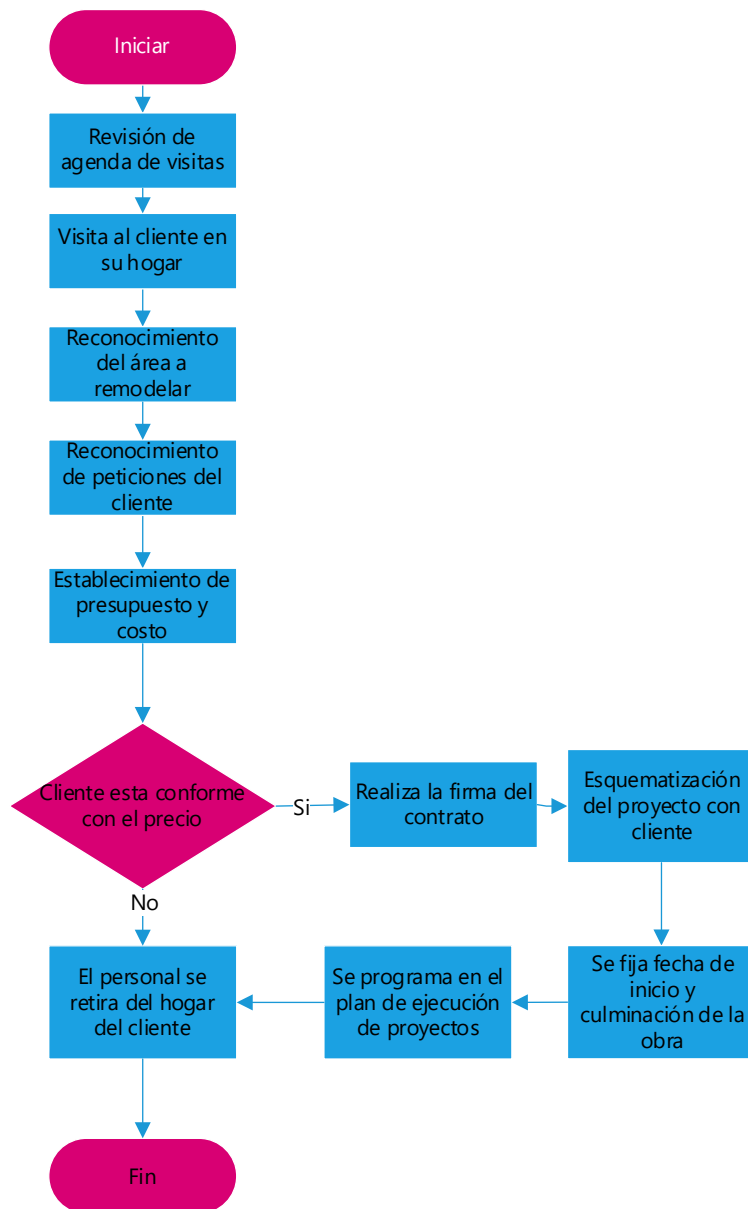 Iniciar
Revisión de
agenda de visitas
Visita al cliente en
su hogar
Reconocimiento
del área a
remodelar
Reconocimiento
de peticiones del
cliente
Establecimiento de
presupuesto y
costo
Cliente esta conforme
con el precio
Si
Realiza la firma del
contrato
Esquematización
del proyecto con
cliente
No
El personal se
retira del hogar
del cliente
Se programa en el
plan de ejecución
de proyectos
Se fija fecha de
inicio y
culminación de la
obra
Fin